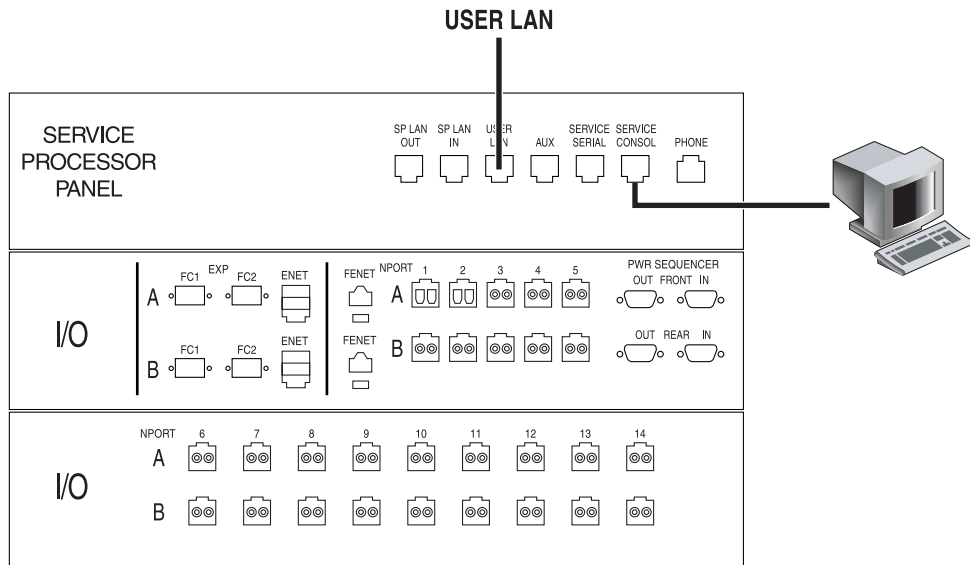 USER LAN
SERVICE
PROCESSOR
PANEL
SP LAN
OUT
SP LAN
IN
USER
LAN
AUX
SERVICE
SERIAL
SERVICE
CONSOL
PHONE
I/O
EXP
A
FC1
FC2
ENET
B
FC1
FC2
ENET
FENET
NPORT
1
2
3
4
5
A
FENET
B
PWR SEQUENCER
OUT FRONT IN
OUT REAR IN
I/O
NPORT
6
7
8
9
10
11
12
13
14
A
B